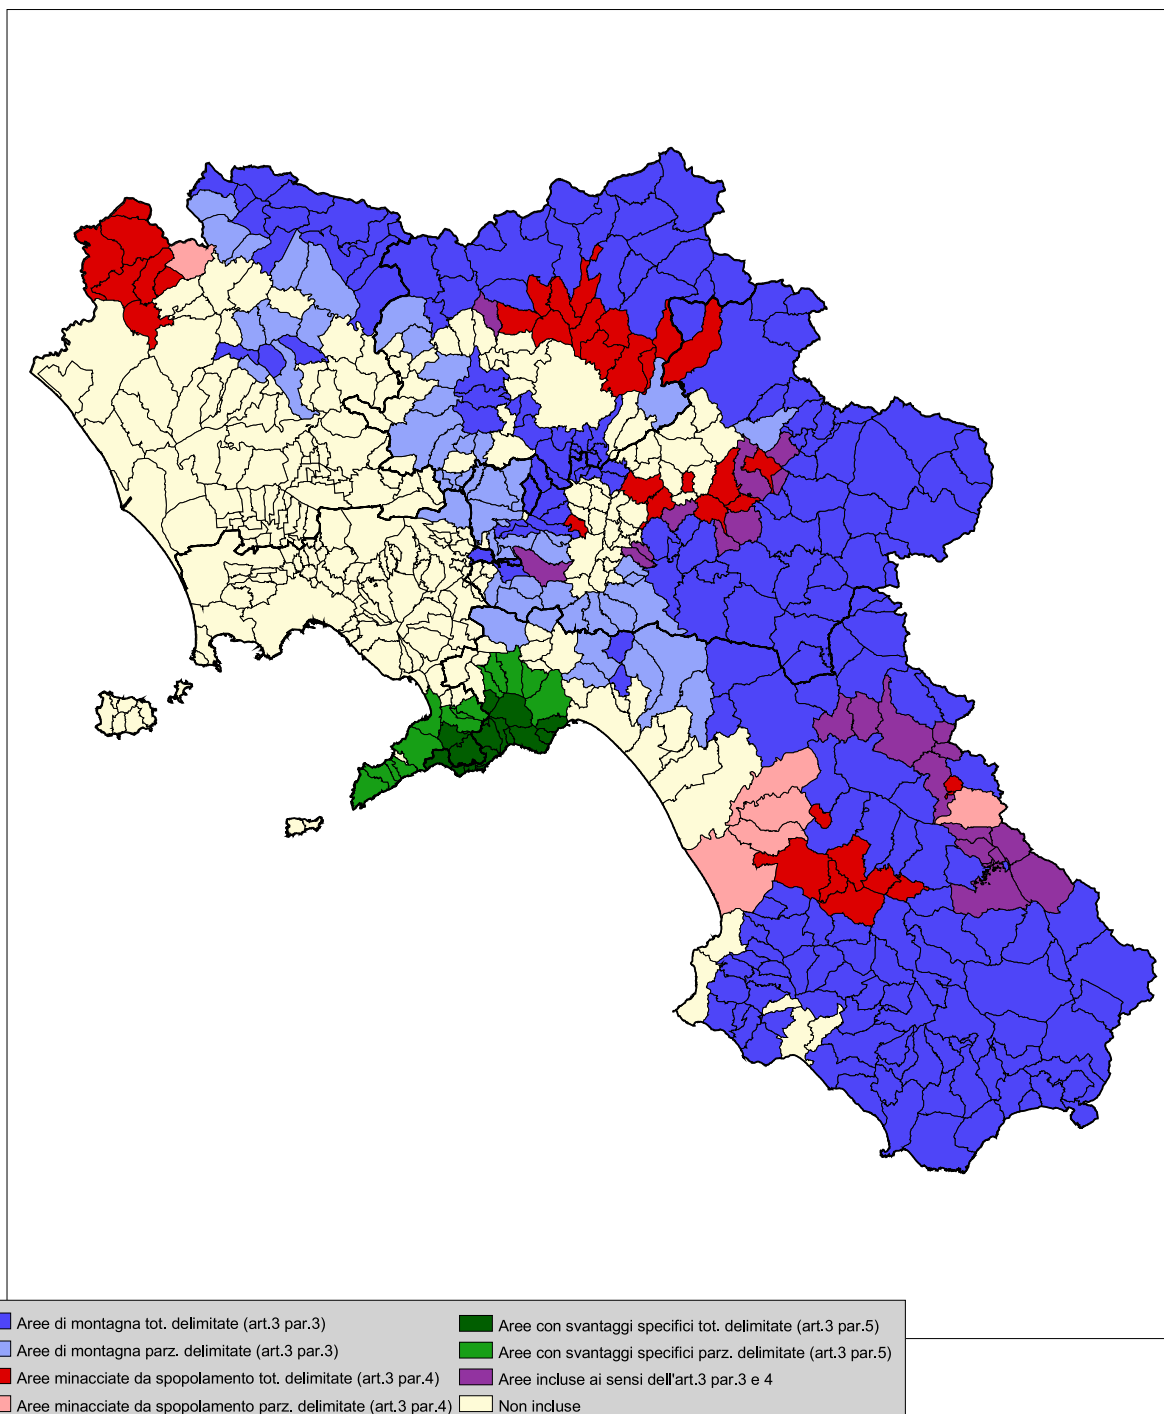 Aree di montagna tot. delimitate (art.3 par.3)
Aree di montagna parz. delimitate (art.3 par.3)
Aree minacciate da spopolamento tot. delimitate (art.3 par.4)
Aree minacciate da spopolamento parz. delimitate (art.3 par.4)
Aree con svantaggi specifici tot. delimitate (art.3 par.5)
Aree con svantaggi specifici parz. delimitate (art.3 par.5)
Aree incluse ai sensi dell'art.3 par.3 e 4
Non incluse